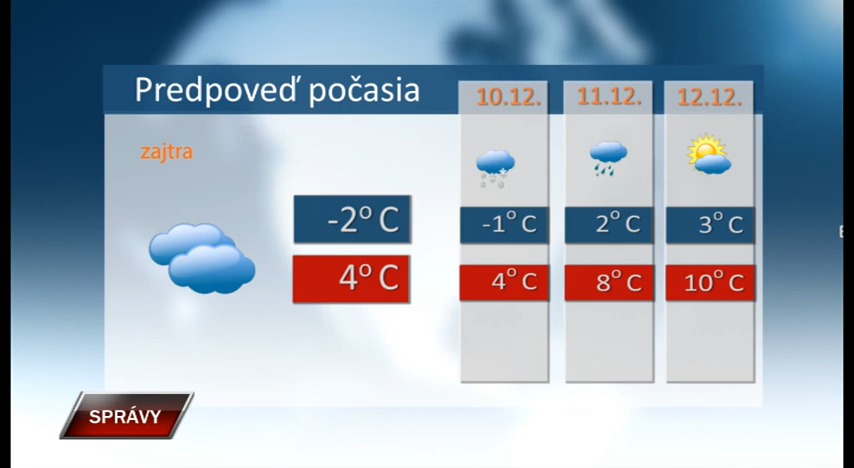 Predpoveď počasia
zajtra
-2° C
4° C
10.12.
-1° C
4° C
11.12.
2° C
8° C
12.12.
3° C
10° C
SPRÁVY